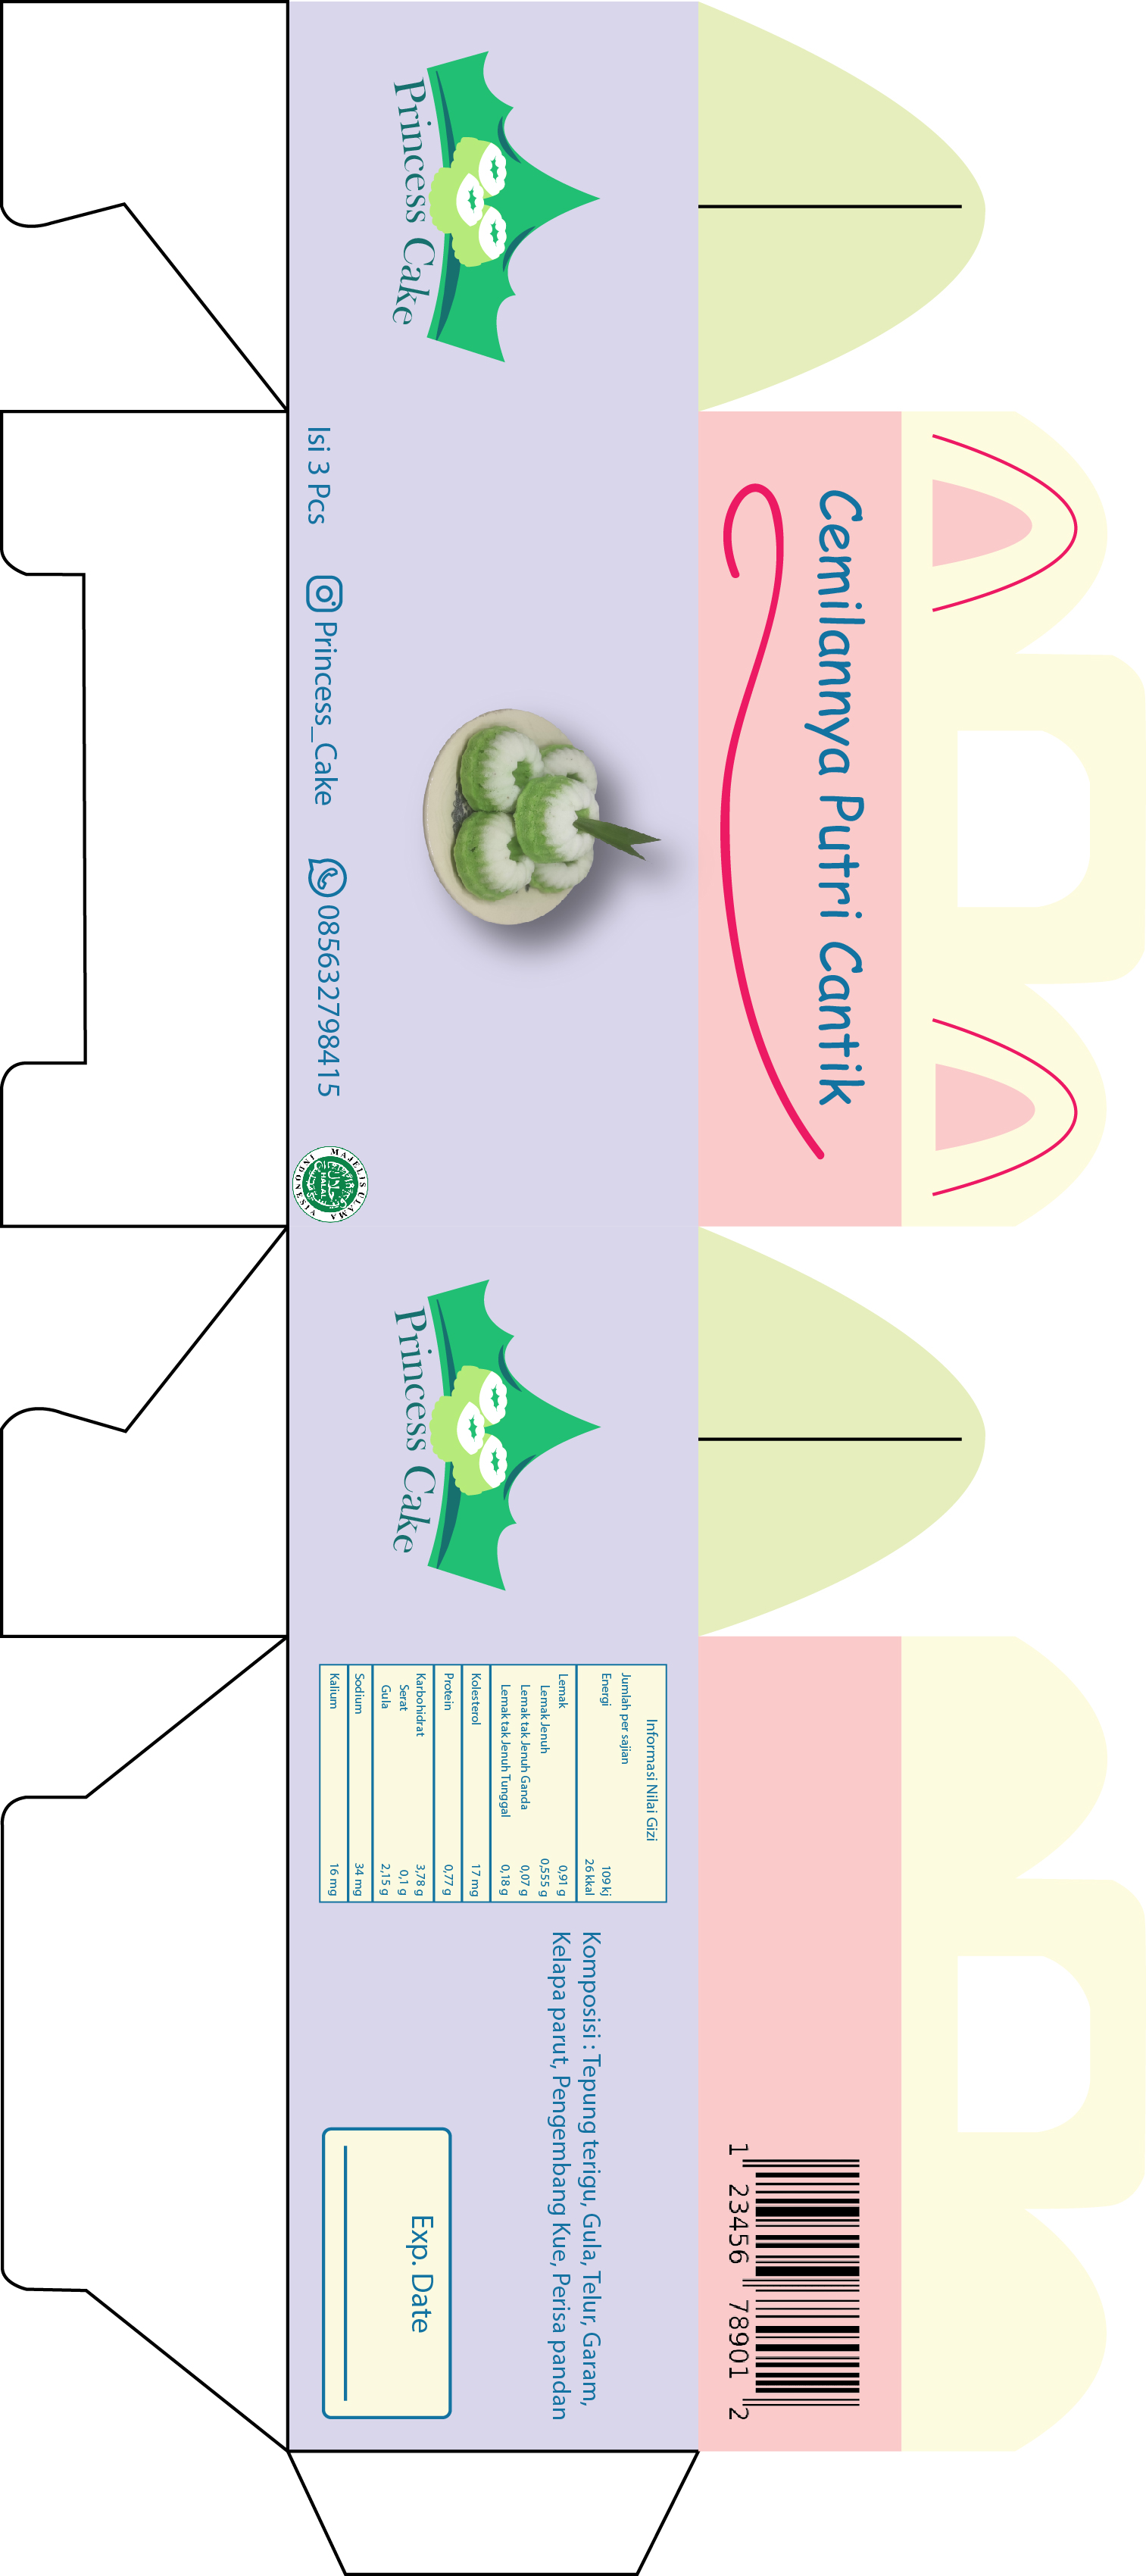 Princess Cake
Cemilannya Putri Cantik
Isi 3 Pcs
Princess_Cake
085632798415
MAJELIS ULAMA INDONESIA
حلال
HALAL
Princess Cake
Informasi Nilai Gizi
Jumlah per sajian
Energi 109 kj
26 kkal
Lemak 0,91 g
Lemak Jenuh 0,555 g
Lemak tak Jenuh Ganda 0,07 g
Lemak tak Jenuh Tunggal 0,18 g
Kolesterol 17 mg
Protein 0,77 g
Karbohidrat 3,78 g
Serat 0,1 g
Gula 2,15 g
Sodium 34 mg
Kalium 16 mg
Komposisi : Tepung terigu, Gula, Telur, Garam,
Kelapa parut, Pengembang Kue, Perisa pandan
Exp. Date
1 23456 78901 2